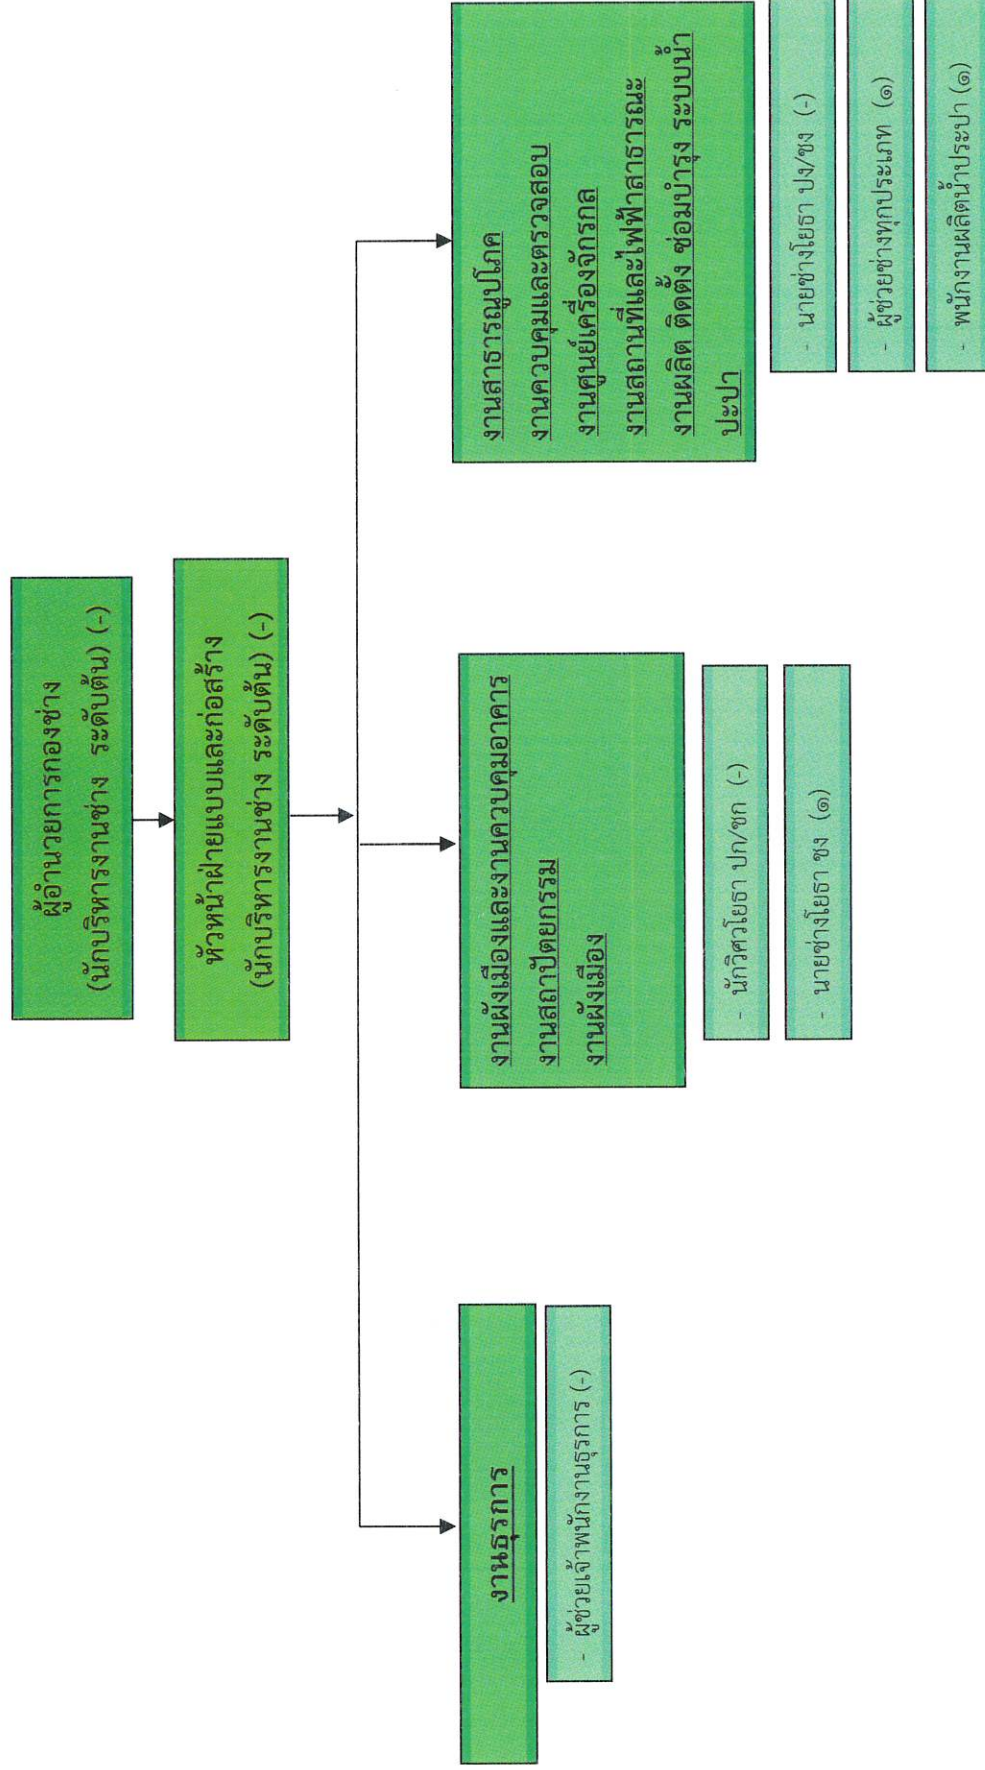 ผู้อำนวยการกองช่าง
(นักบริหารงานช่าง ระดับต้น) (-)
หัวหน้าฝ่ายแบบและก่อสร้าง
(นักบริหารงานช่าง ระดับต้น) (-)
งานธุรการ
- ผู้ช่วยเจ้าพนักงานธุรการ (-)
งานผังเมืองและงานควบคุมอาคาร
งานสถาปัตยกรรม
งานผังเมือง
- นักวิศวโยธา ปก/ชก (-)
- นายช่างโยธา ชง (๑)
งานสาธารณูปโภค
งานควบคุมและตรวจสอบ
งานศูนย์เครื่องจักรกล
งานสถานที่และไฟฟ้าสาธารณะ
งานผลิต ติดตั้ง ซ่อมบำรุง ระบบน้ำ
ปะปา
- นายช่างโยธา ปง/ชง (-)
- ผู้ช่วยช่างทุกประเภท (๑)
- พนักงานผลิตน้ำประปา (๑)